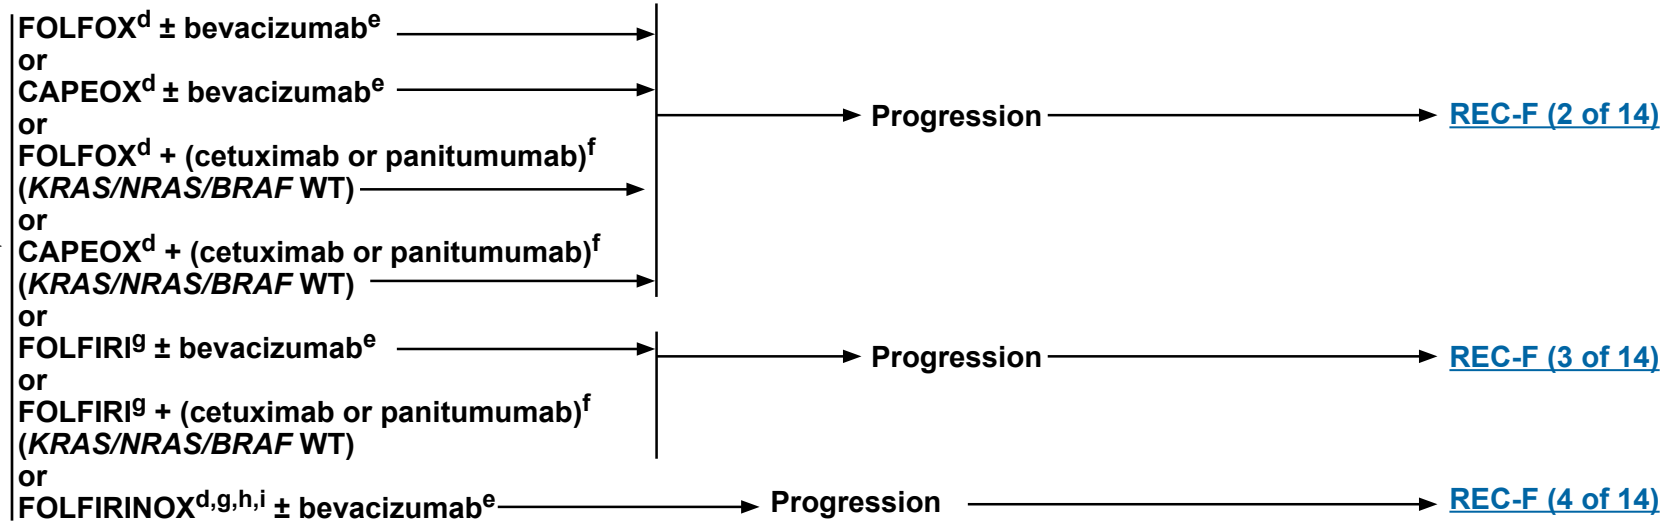 FOLFOXᵈ ± bevacizumabᵉ
or
CAPEOXᵈ ± bevacizumabᵉ
or
Progression
REC-F (2 of 14)
FOLFOXᵈ + (cetuximab or panitumumab)ᶠ
(KRAS/NRAS/BRAF WT)
or
CAPEOXᵈ + (cetuximab or panitumumab)ᶠ
(KRAS/NRAS/BRAF WT)
or
FOLFIRIᵍ ± bevacizumabᵉ
Progression
REC-F (3 of 14)
or
FOLFIRIᵍ + (cetuximab or panitumumab)ᶠ
(KRAS/NRAS/BRAF WT)
or
FOLFIRINOXᵈ,ᵍ,ʰ,ⁱ ± bevacizumabᵉ
Progression
REC-F (4 of 14)